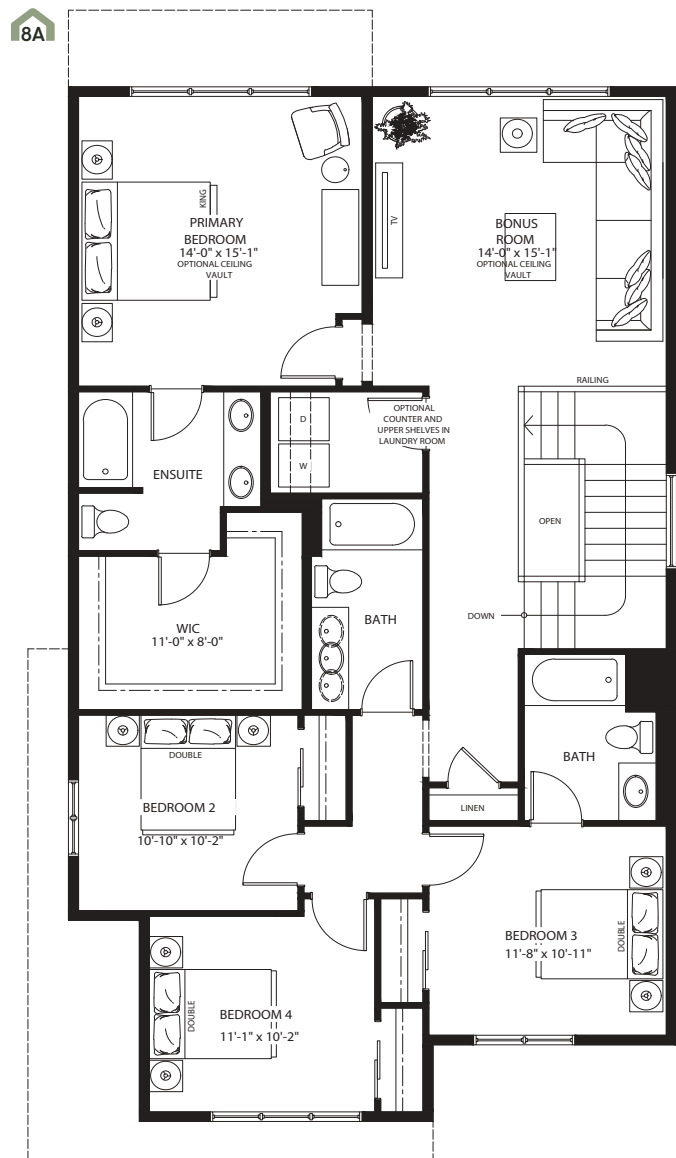 8A
KING
PRIMARY
BEDROOM
14'-0" x 15'-1"
OPTIONAL CEILING
VAULT
TV
BONUS
ROOM
14'-0" x 15'-1"
OPTIONAL CEILING
VAULT
RAILING
D
W
OPTIONAL
COUNTER AND
UPPER SHELVES IN
LAUNDRY ROOM
ENSUITE
OPEN
WIC
11'-0" x 8'-0"
BATH
DOWN
DOUBLE
BEDROOM 2
10'-10" x 10'-2"
BATH
LINEN
BEDROOM 3
11'-8" x 10'-11"
DOUBLE
DOUBLE
BEDROOM 4
11'-1" x 10'-2"